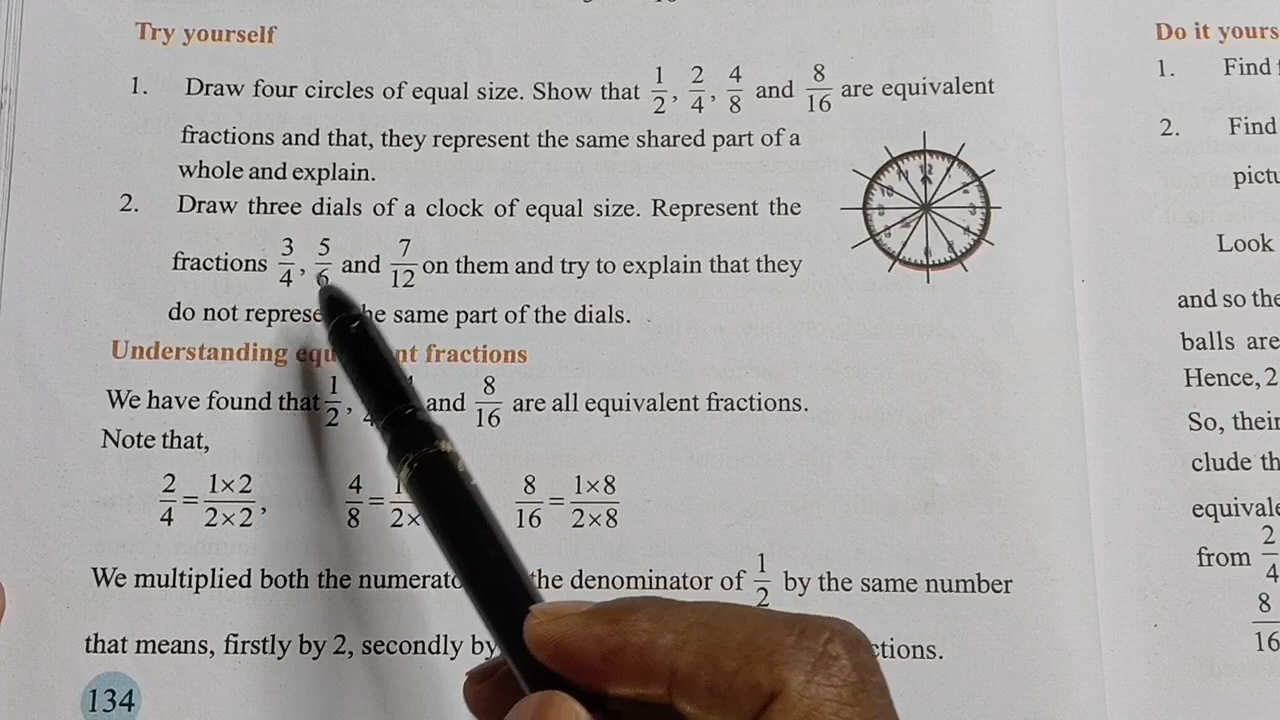 Try yourself
1. Draw four circles of equal size. Show that 1/2, 2/4, 4/8 and 8/16 are equivalent
fractions and that, they represent the same shared part of a
whole and explain.
2. Draw three dials of a clock of equal size. Represent the
fractions 3/4, 5/6 and 7/12 on them and try to explain that they
do not represe he same part of the dials.
Understanding equ nt fractions
We have found that 1/2, and 8/16 are all equivalent fractions.
Note that,
2/4 = 1×2/2×2, 4/8 = 1/2× 8/16 = 1×8/2×8
We multiplied both the numerato the denominator of 1/2 by the same number
that means, firstly by 2, secondly by ctions.
134
Do it yours
1. Find
2. Find
pictu
Look
and so the
balls are
Hence, 2
So, their
clude th
equivale
from 2/4
8/16